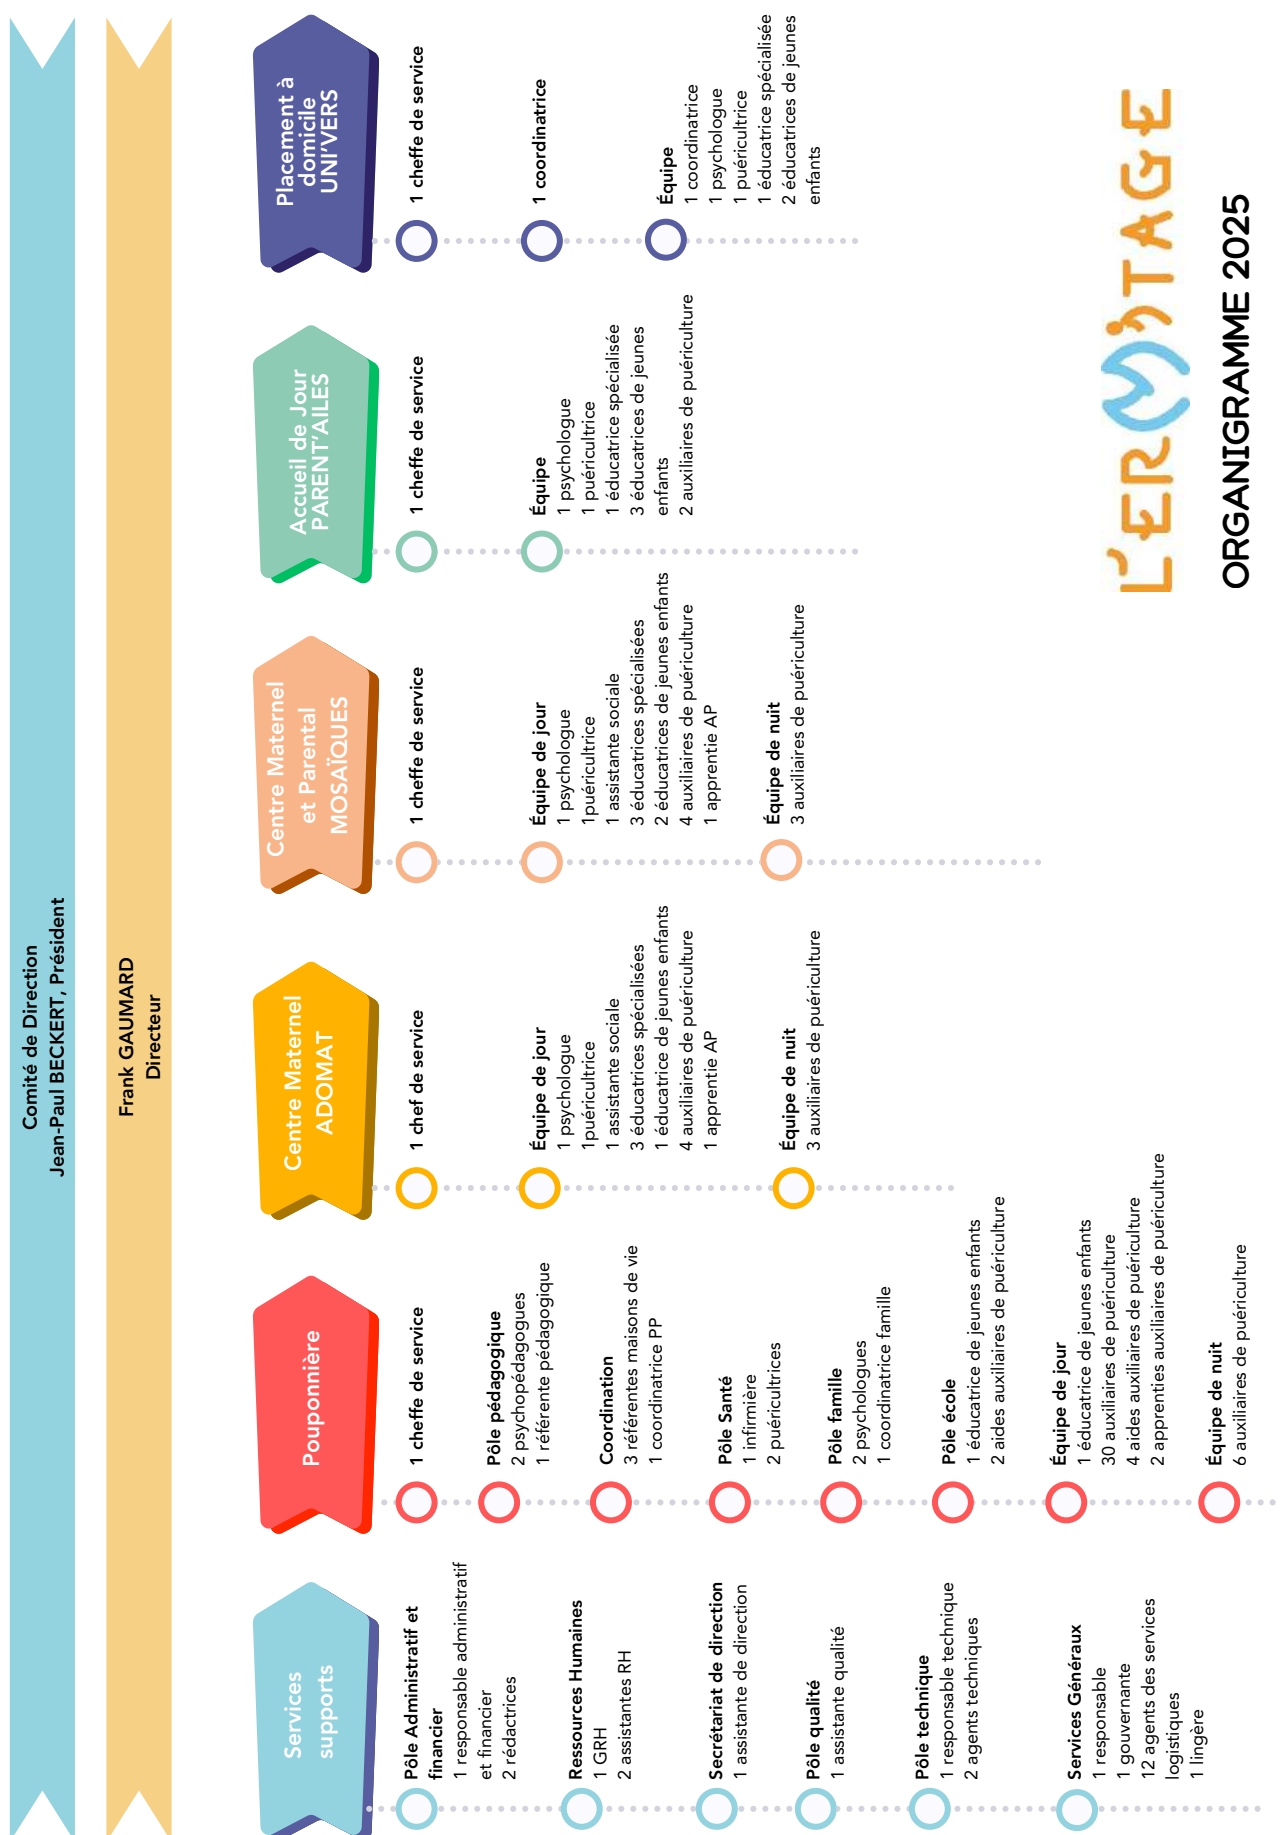 Comité de Direction
Jean-Paul BECKERT, Président
Frank GAUMARD
Directeur
Services
supports
Pôle Administratif et
financier
1 responsable administratif
et financier
2 rédactrices
Ressources Humaines
1 GRH
2 assistantes RH
Secrétariat de direction
1 assistante de direction
Pôle qualité
1 assistante qualité
Pôle technique
1 responsable technique
2 agents techniques
Services Généraux
1 responsable
1 gouvernante
12 agents des services
logistiques
1 lingère
Pouponnière
1 cheffe de service
Pôle pédagogique
2 psychopédagogues
1 référente pédagogique
Coordination
3 référentes maisons de vie
1 coordinatrice PP
Pôle Santé
1 infirmière
2 puéricultrices
Pôle famille
2 psychologues
1 coordinatrice famille
Pôle école
1 éducatrice de jeunes enfants
2 aides auxiliaires de puériculture
Équipe de jour
1 éducatrice de jeunes enfants
30 auxiliaires de puériculture
4 aides auxiliaires de puériculture
2 apprenties auxiliaires de puériculture
Équipe de nuit
6 auxiliaires de puériculture
Centre Maternel
ADOMAT
1 chef de service
Équipe de jour
1 psychologue
1puéricultrice
1 assistante sociale
3 éducatrices spécialisées
1 éducatrice de jeunes enfants
4 auxiliaires de puériculture
1 apprentie AP
Équipe de nuit
3 auxiliaires de puériculture
Centre Maternel
et Parental
MOSAÏQUES
1 cheffe de service
Équipe de jour
1 psychologue
1puéricultrice
1 assistante sociale
3 éducatrices spécialisées
2 éducatrices de jeunes enfants
4 auxiliaires de puériculture
1 apprentie AP
Équipe de nuit
3 auxiliaires de puériculture
Accueil de Jour
PARENT'AILES
1 cheffe de service
Équipe
1 psychologue
1 puéricultrice
1 éducatrice spécialisée
3 éducatrices de jeunes
enfants
2 auxiliaires de puériculture
Placement à
domicile
UNI'VERS
1 cheffe de service
1 coordinatrice
Équipe
1 coordinatrice
1 psychologue
1 puéricultrice
1 éducatrice spécialisée
2 éducatrices de jeunes
enfants
L'ERMITAGE
ORGANIGRAMME 2025